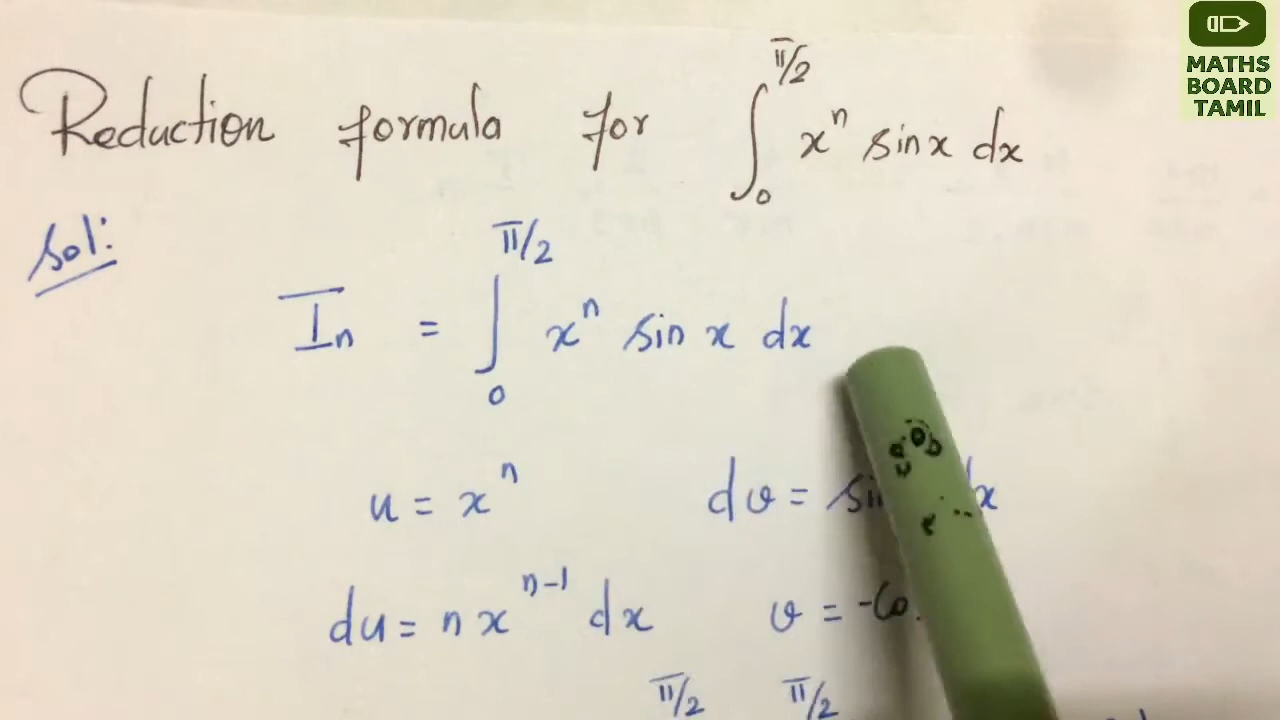 MATHS
BOARD
TAMIL
Reduction formula for ∫₀^π/2 xⁿ sin x dx
Sol:
Iₙ = ∫₀^π/2 xⁿ sin x dx
u = xⁿ dv =
du = n xⁿ⁻¹ dx v =
π/2 π/2